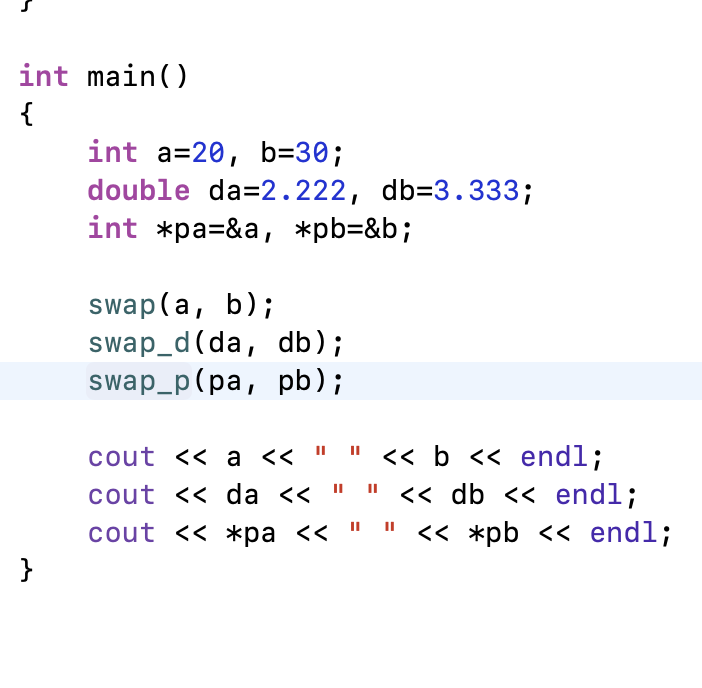 }
int main()
{
    int a=20, b=30;
    double da=2.222, db=3.333;
    int *pa=&a, *pb=&b;

    swap(a, b);
    swap_d(da, db);
    swap_p(pa, pb);

    cout << a << " " << b << endl;
    cout << da << " " << db << endl;
    cout << *pa << " " << *pb << endl;
}